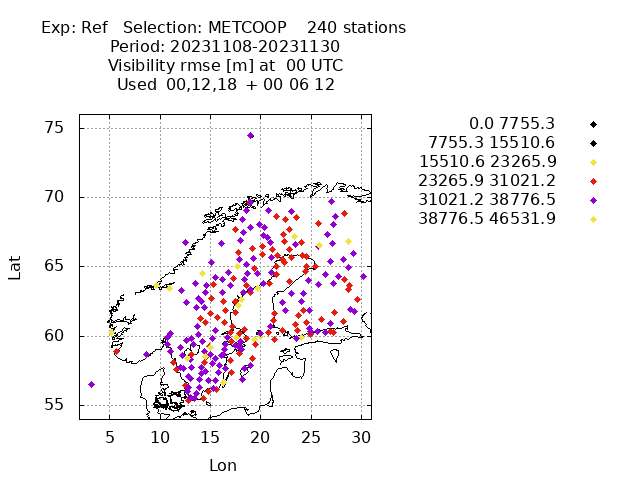 Exp: Ref   Selection: METCOOP    240 stations
Period: 20231108-20231130
Visibility rmse [m] at  00 UTC
Used  00,12,18  + 00 06 12
0.0 7755.3
7755.3 15510.6
15510.6 23265.9
23265.9 31021.2
31021.2 38776.5
38776.5 46531.9
75
70
65
60
55
Lat
5 10 15 20 25 30
Lon